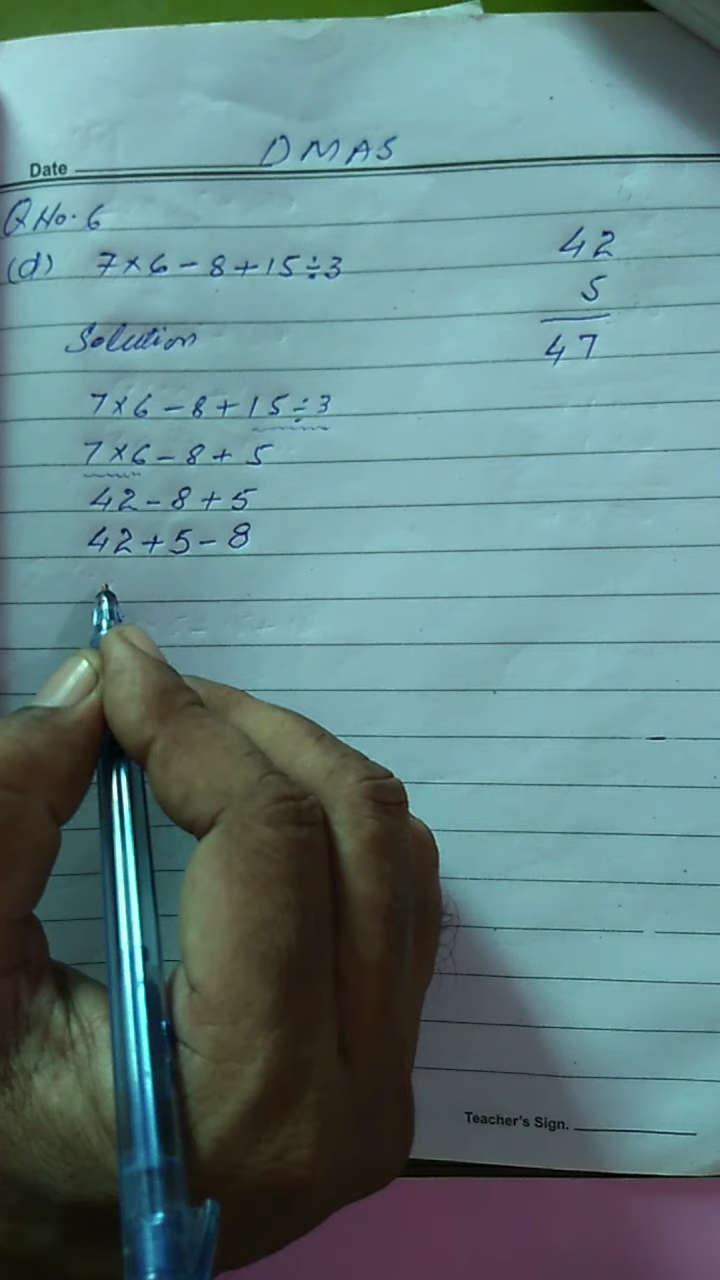 DMAS
Date
Q No. 6
(d) 7×6-8+15÷3
42
5
47
Solution
7×6-8+15÷3
7×6-8+5
42-8+5
42+5-8
Teacher's Sign.